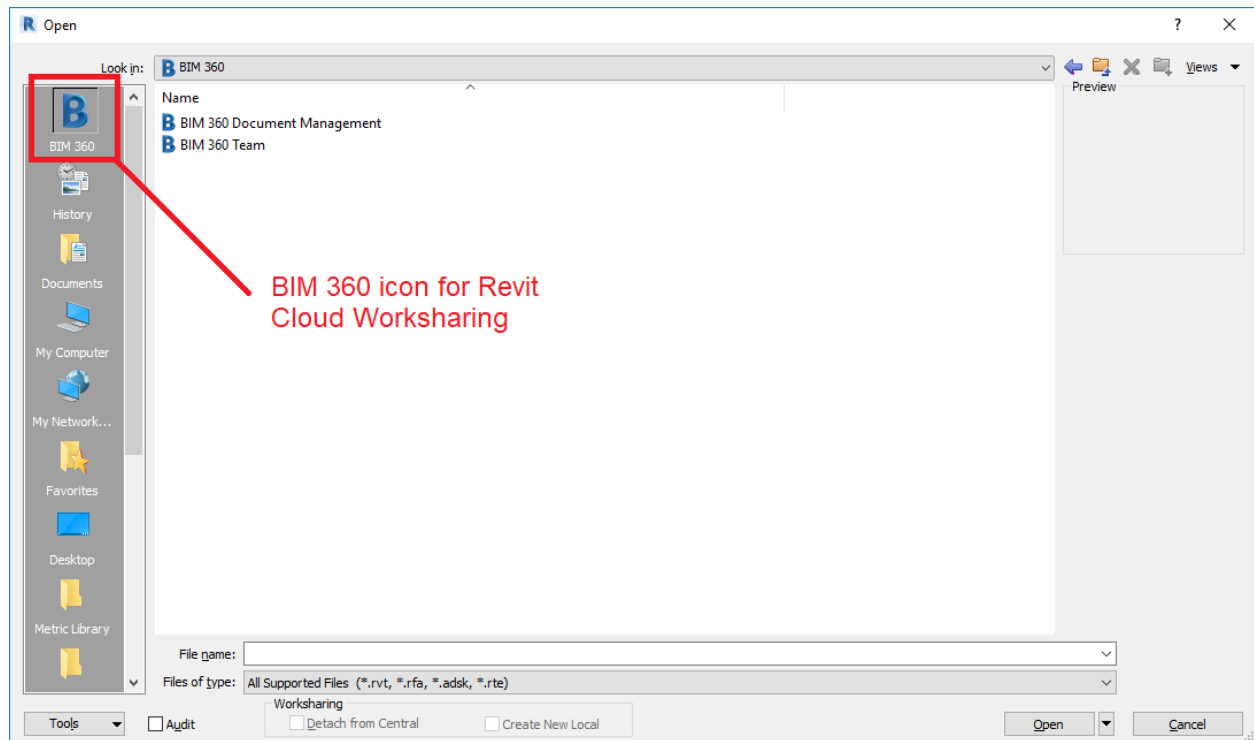 R Open
?
Look in:
B BIM 360
Views
Name
Preview
B BIM 360 Document Management
B BIM 360 Team
B
BIM 360
History
Documents
My Computer
My Network...
Favorites
Desktop
Metric Library
BIM 360 icon for Revit
Cloud Worksharing
File name:
Files of type: All Supported Files (*.rvt, *.rfa, *.adsk, *.rte)
Worksharing
Tools
Audit
Detach from Central
Create New Local
Open
Cancel